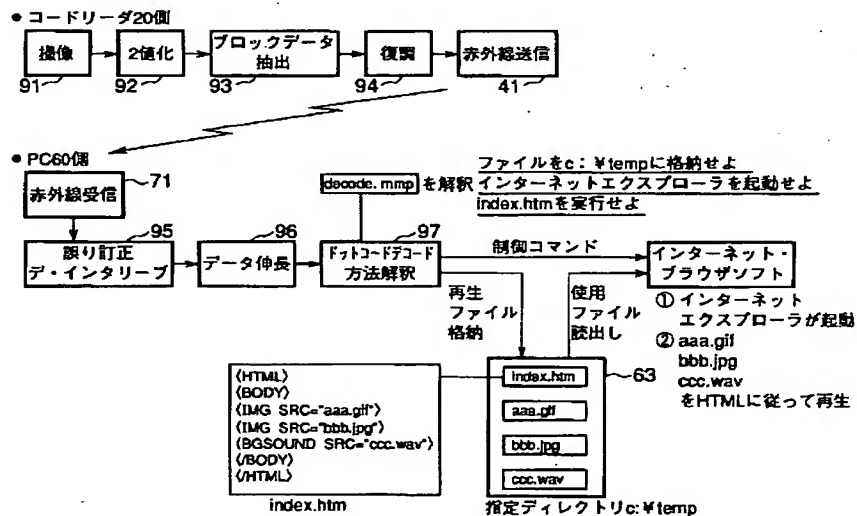 ● コードリーダ20側
撮像
2値化
ブロックデータ
抽出
復調
赤外線送信
91
92
93
94
41
● PC60側
赤外線受信
71
decode.mmp を解釈
ファイルをc:¥tempに格納せよ
インターネットエクスプローラを起動せよ
index.htmを実行せよ
95
96
97
誤り訂正
デ・インタリーブ
データ伸長
ドットコードデコード
方法解釈
制御コマンド
インターネット・
ブラウザソフト
再生
ファイル
格納
使用
ファイル
読出し
① インターネット
エクスプローラが起動
② aaa.gif
bbb.jpg
ccc.wav
をHTMLに従って再生
〈HTML〉
〈BODY〉
〈IMG SRC="aaa.gif"〉
〈IMG SRC="bbb.jpg"〉
〈BGSOUND SRC="ccc.wav"〉
〈/BODY〉
〈/HTML〉
index.htm
index.htm
aaa.gif
bbb.jpg
ccc.wav
63
指定ディレクトリc:¥temp